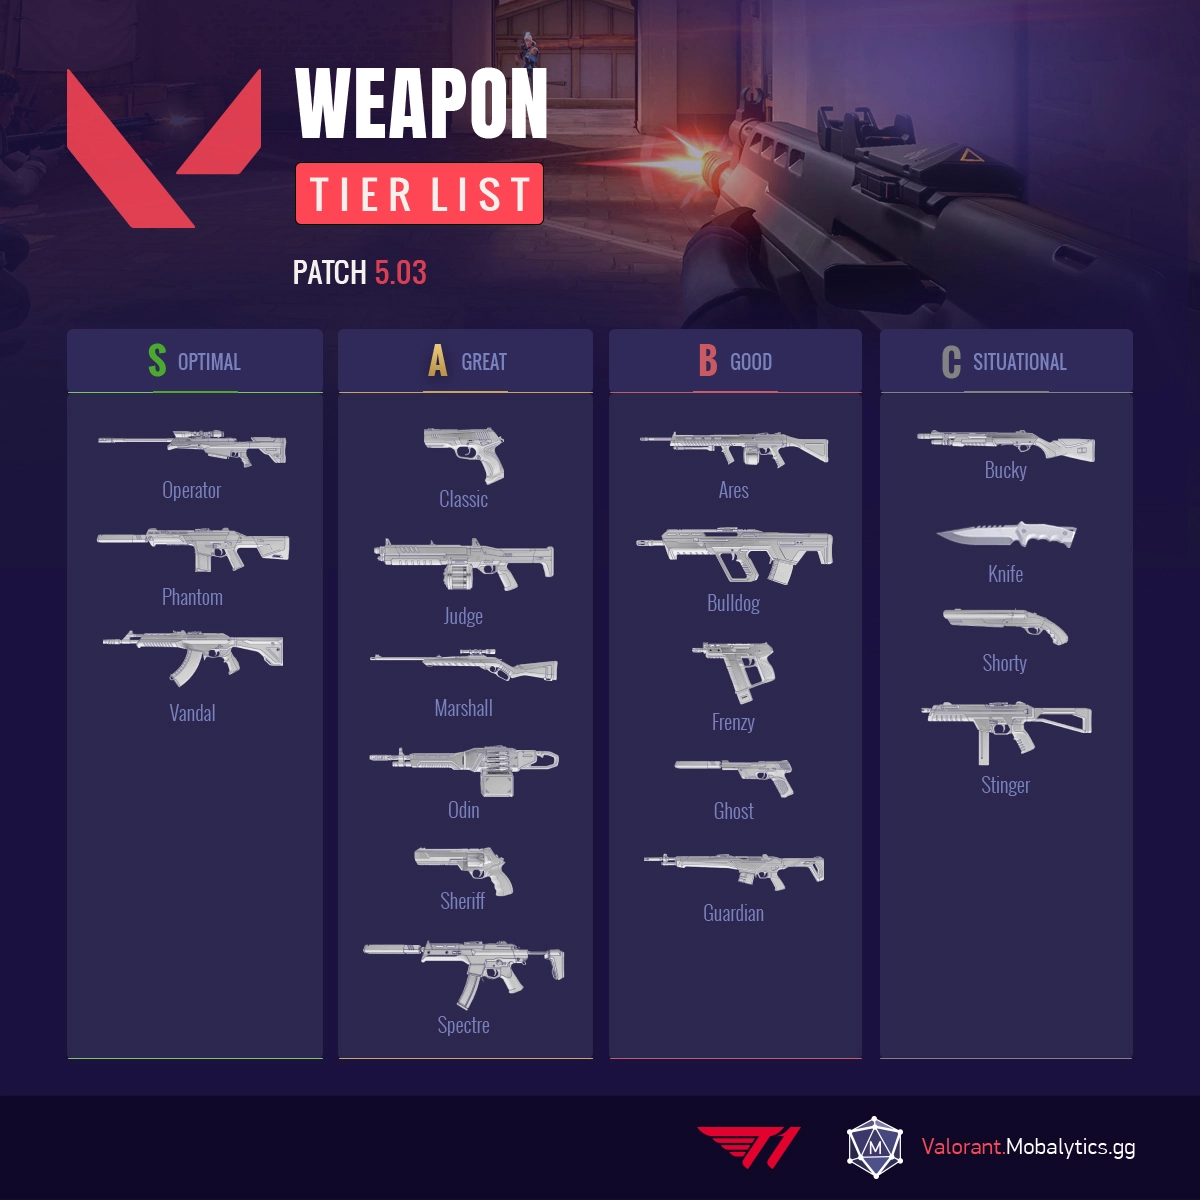 WEAPON
TIER LIST
PATCH 5.03
S OPTIMAL
Operator
Phantom
Vandal
A GREAT
Classic
Judge
Marshall
Odin
Sheriff
Spectre
B GOOD
Ares
Bulldog
Frenzy
Ghost
Guardian
C SITUATIONAL
Bucky
Knife
Shorty
Stinger
T1
M
Valorant.Mobalytics.gg